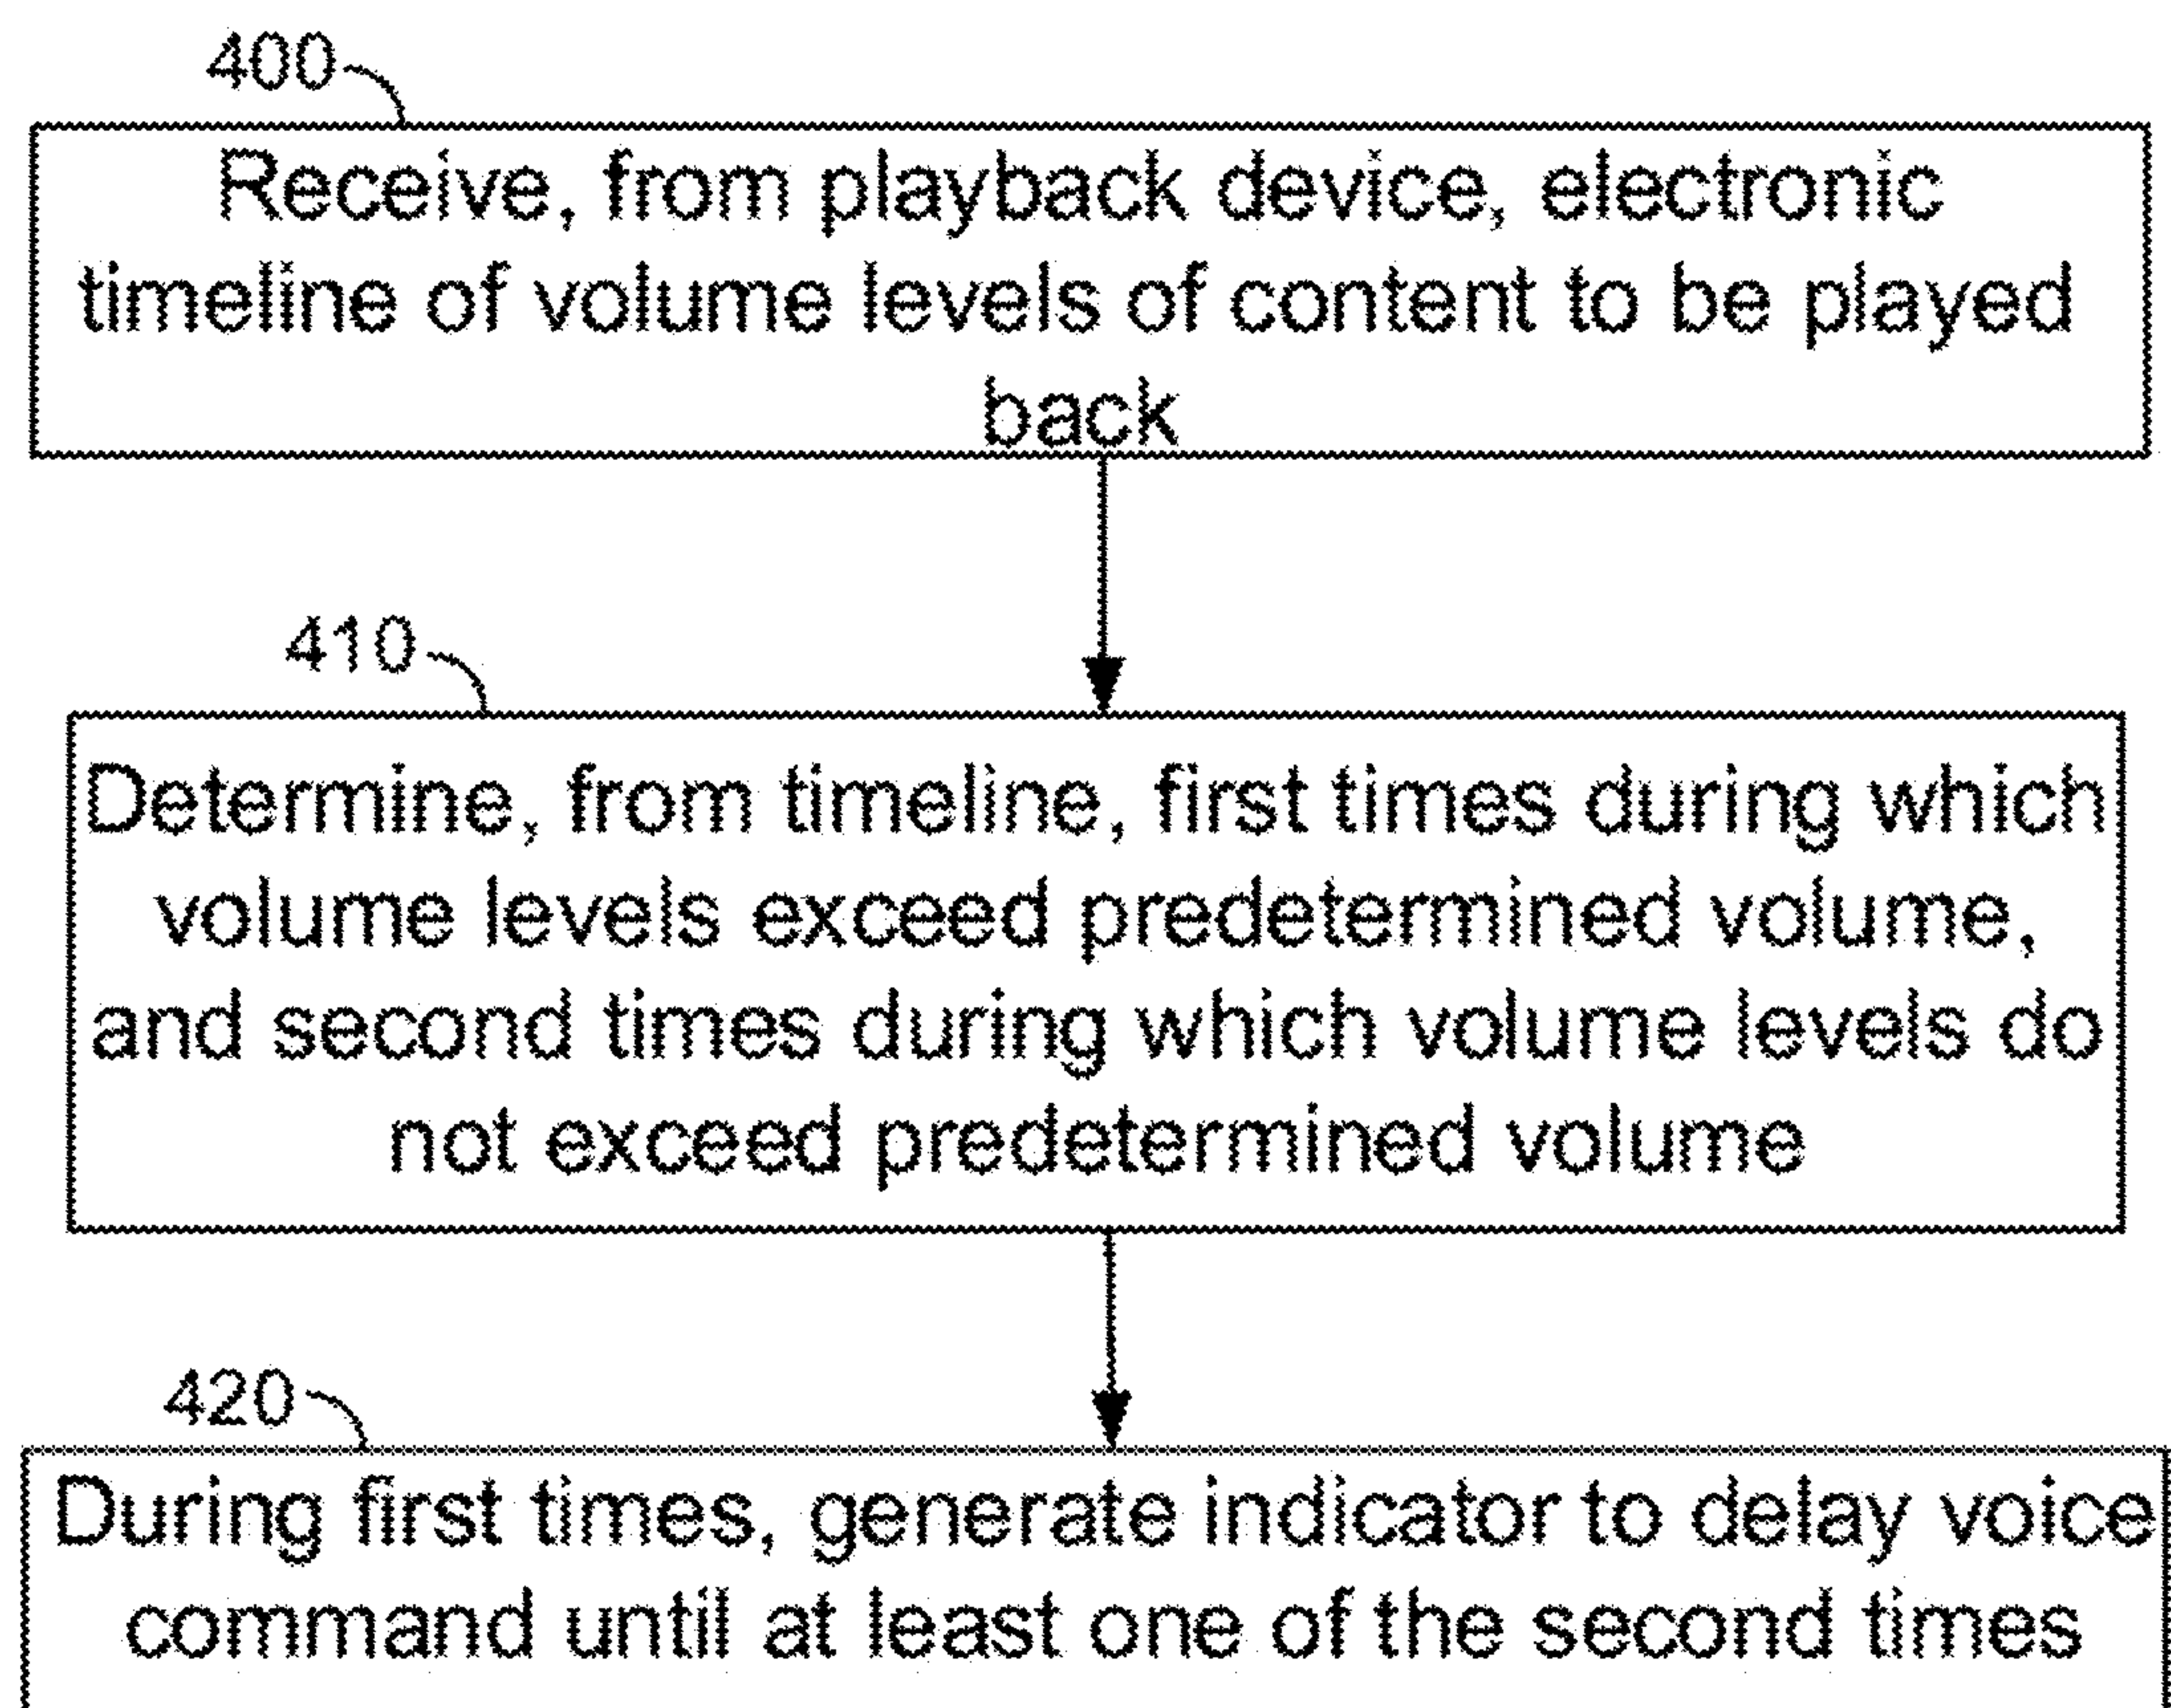 400
Receive, from playback device, electronic
timeline of volume levels of content to be played
back
410
Determine, from timeline, first times during which
volume levels exceed predetermined volume,
and second times during which volume levels do
not exceed predetermined volume
420
During first times, generate indicator to delay voice
command until at least one of the second times